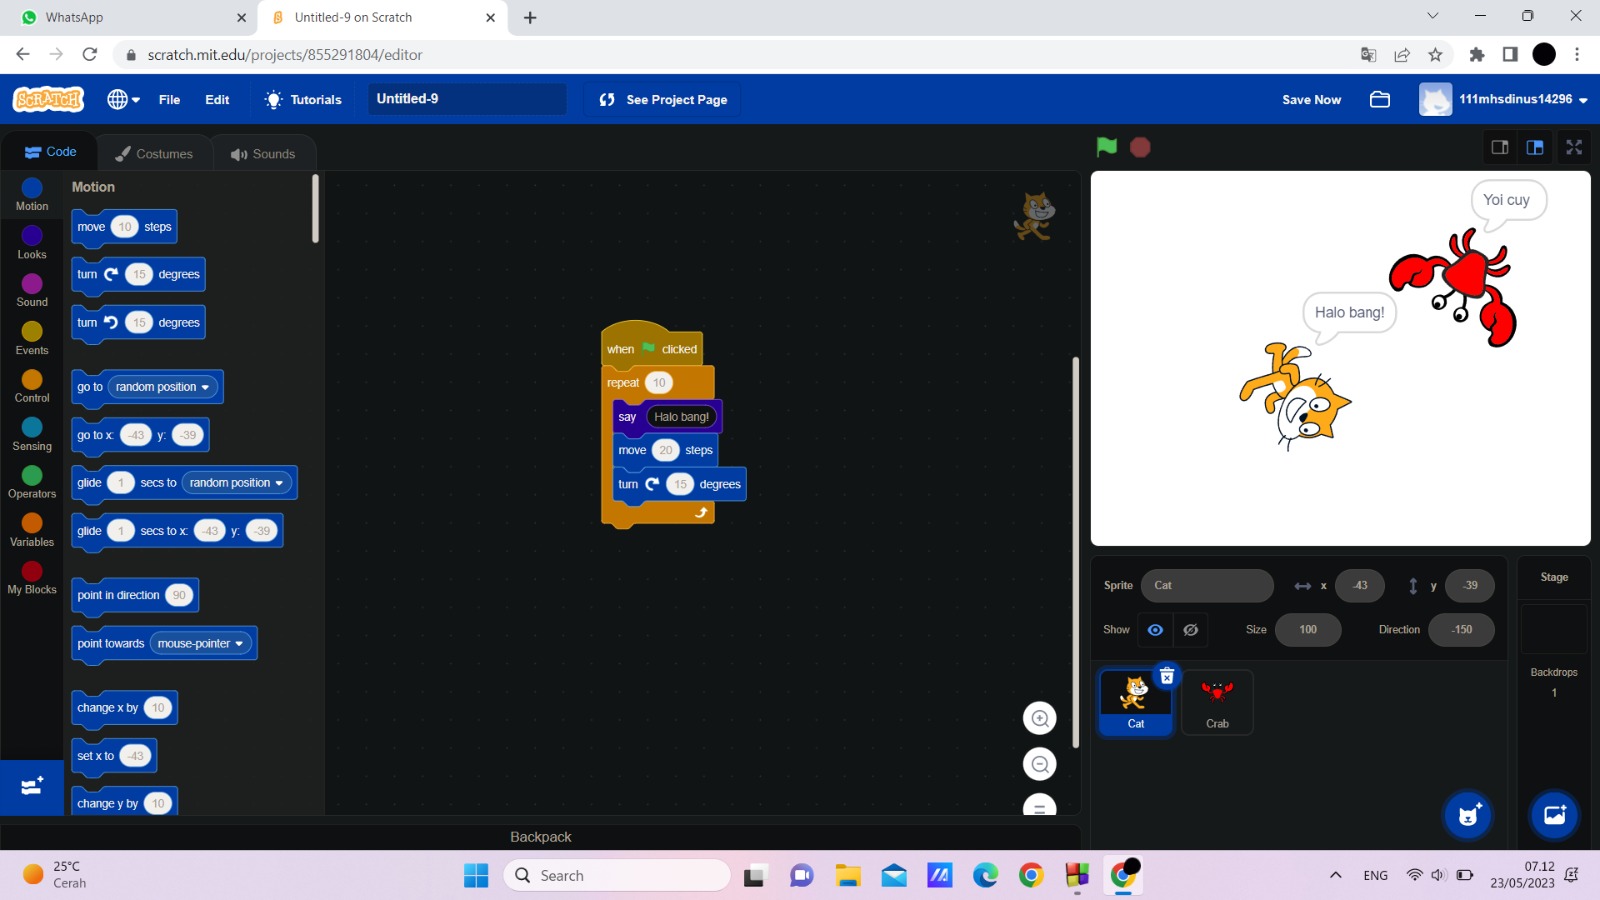 WhatsApp
Untitled-9 on Scratch
scratch.mit.edu/projects/855291804/editor
SCRATCH
File
Edit
Tutorials
Untitled-9
See Project Page
Save Now
111mhsdinus14296
Code
Costumes
Sounds
Motion
Looks
Sound
Events
Control
Sensing
Operators
Variables
My Blocks
Motion
move 10 steps
turn 15 degrees
turn 15 degrees
go to random position
go to x: -43 y: -39
glide 1 secs to random position
glide 1 secs to x: -43 y: -39
point in direction 90
point towards mouse-pointer
change x by 10
set x to -43
change y by 10
when clicked
repeat 10
say Halo bang!
move 20 steps
turn 15 degrees
Backpack
Yoi cuy
Halo bang!
Sprite Cat x -43 y -39
Show Size 100 Direction -150
Cat
Crab
Stage
Backdrops
1
25°C
Cerah
Search
ENG
07.12
23/05/2023